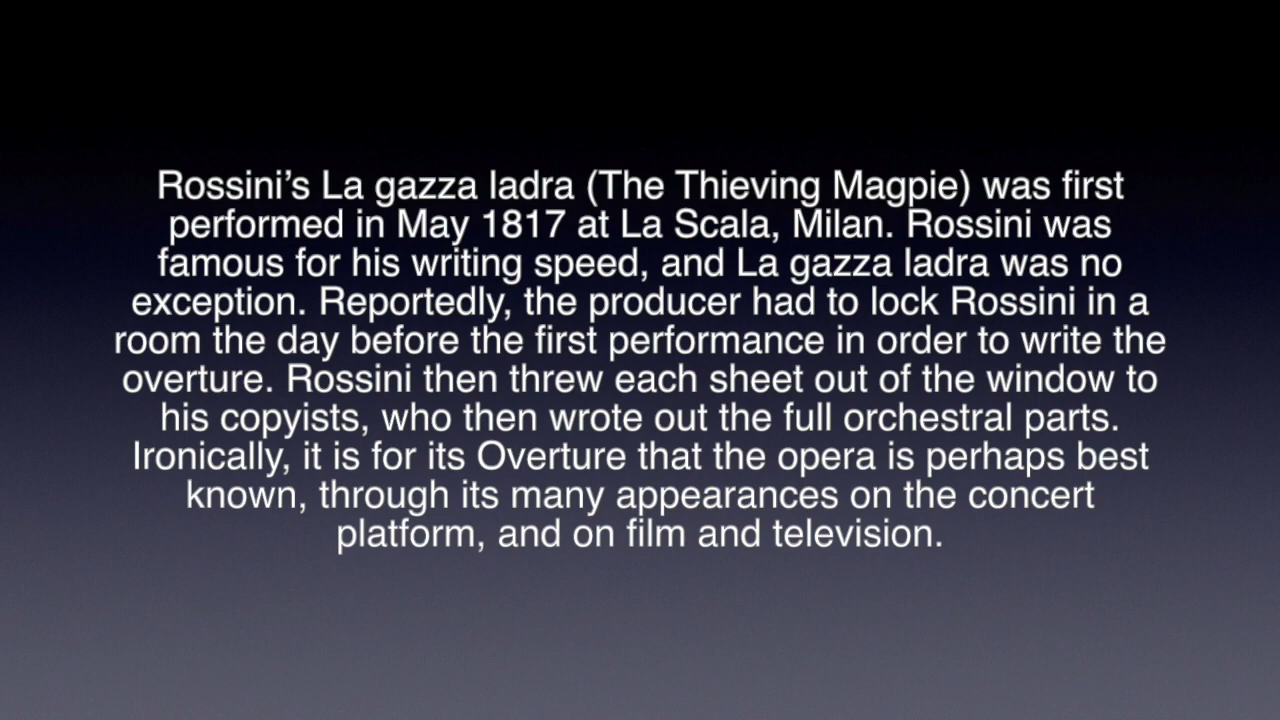 Rossini’s La gazza ladra (The Thieving Magpie) was first
performed in May 1817 at La Scala, Milan. Rossini was
famous for his writing speed, and La gazza ladra was no
exception. Reportedly, the producer had to lock Rossini in a
room the day before the first performance in order to write the
overture. Rossini then threw each sheet out of the window to
his copyists, who then wrote out the full orchestral parts.
Ironically, it is for its Overture that the opera is perhaps best
known, through its many appearances on the concert
platform, and on film and television.